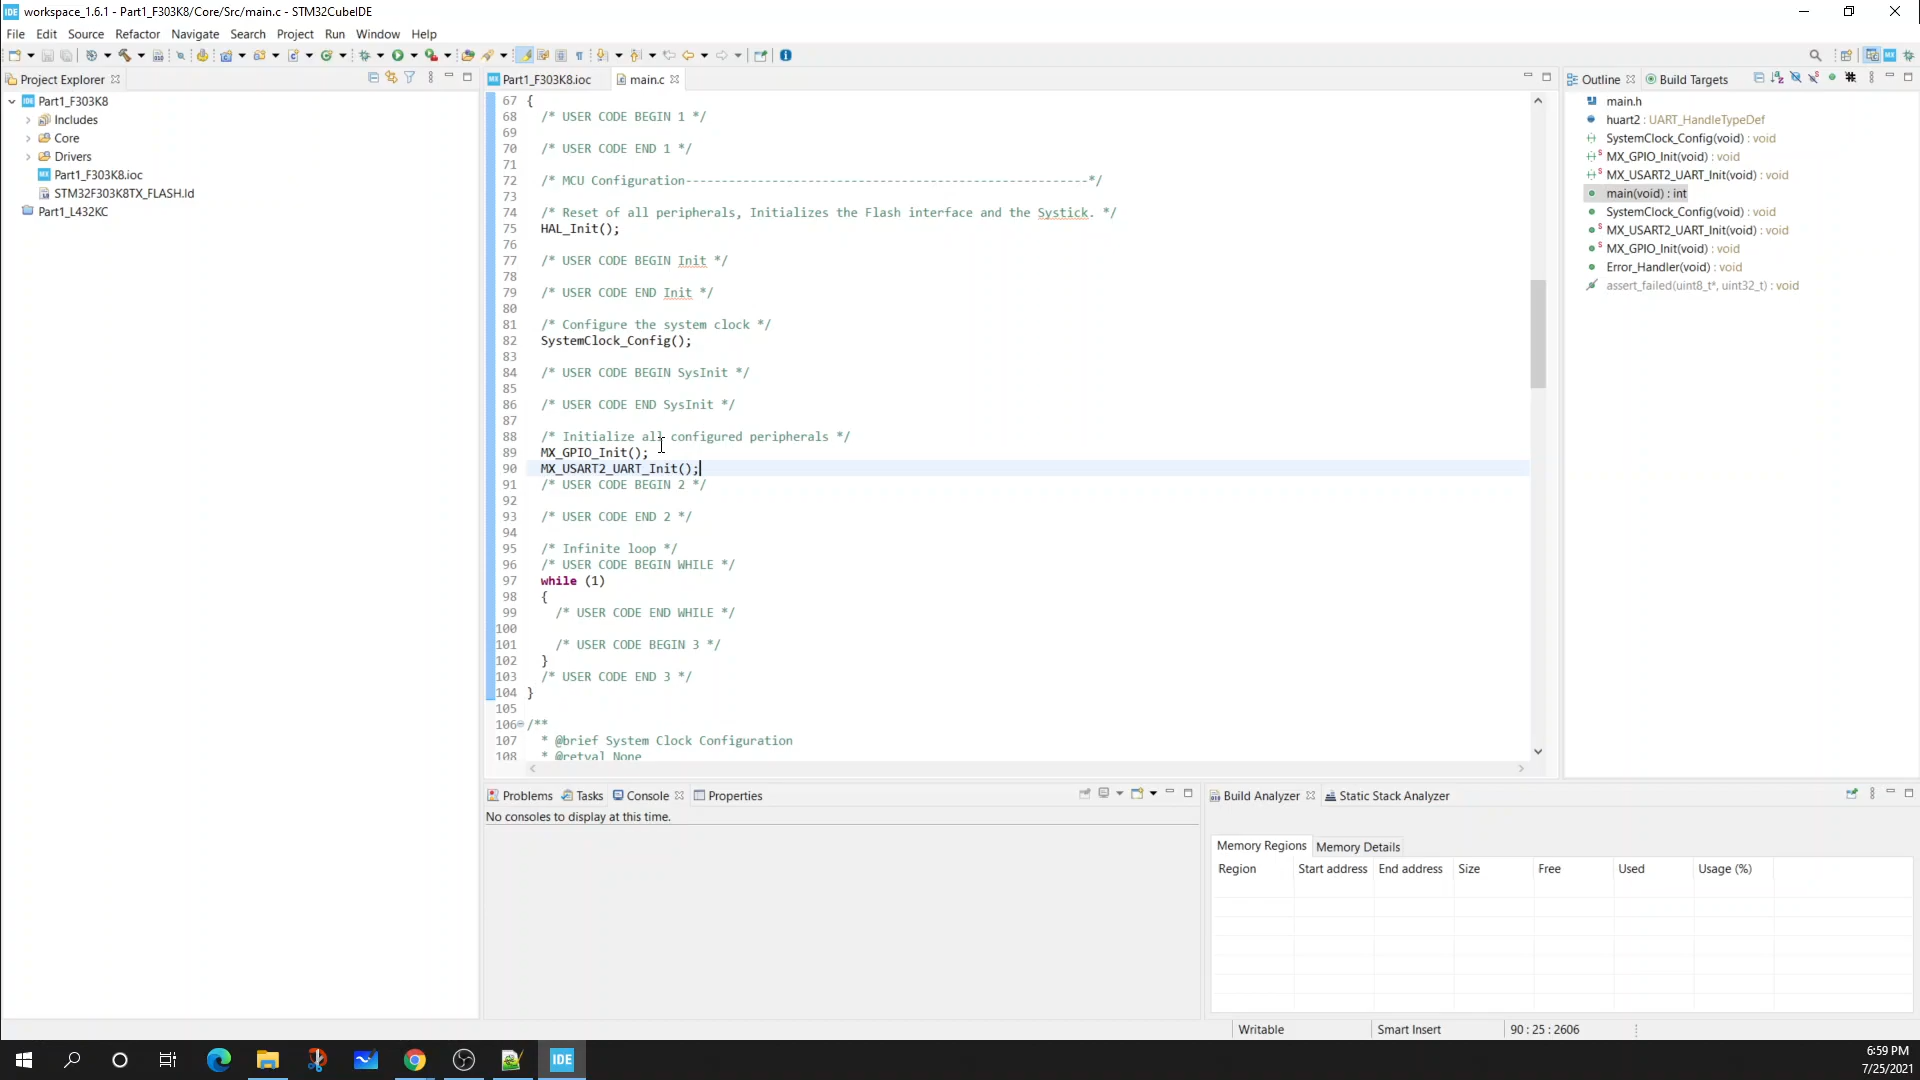 workspace_1.6.1 - Part1_F303K8/Core/Src/main.c - STM32CubeIDE
File Edit Source Refactor Navigate Search Project Run Window Help
Project Explorer
Part1_F303K8
Includes
Core
Drivers
Part1_F303K8.ioc
STM32F303K8TX_FLASH.ld
Part1_L432KC
Part1_F303K8.ioc main.c
67 {
68 /* USER CODE BEGIN 1 */
69
70 /* USER CODE END 1 */
71
72 /* MCU Configuration--------------------------------------------------------*/
73
74 /* Reset of all peripherals, Initializes the Flash interface and the Systick. */
75 HAL_Init();
76
77 /* USER CODE BEGIN Init */
78
79 /* USER CODE END Init */
80
81 /* Configure the system clock */
82 SystemClock_Config();
83
84 /* USER CODE BEGIN SysInit */
85
86 /* USER CODE END SysInit */
87
88 /* Initialize all configured peripherals */
89 MX_GPIO_Init();
90 MX_USART2_UART_Init();
91 /* USER CODE BEGIN 2 */
92
93 /* USER CODE END 2 */
94
95 /* Infinite loop */
96 /* USER CODE BEGIN WHILE */
97 while (1)
98 {
99 /* USER CODE END WHILE */
100
101 /* USER CODE BEGIN 3 */
102 }
103 /* USER CODE END 3 */
104 }
105
106 /**
107 * @brief System Clock Configuration
108 * @retval None
Outline Build Targets
main.h
huart2 : UART_HandleTypeDef
SystemClock_Config(void) : void
MX_GPIO_Init(void) : void
MX_USART2_UART_Init(void) : void
main(void) : int
SystemClock_Config(void) : void
MX_USART2_UART_Init(void) : void
MX_GPIO_Init(void) : void
Error_Handler(void) : void
assert_failed(uint8_t*, uint32_t) : void
Problems Tasks Console Properties
No consoles to display at this time.
Build Analyzer Static Stack Analyzer
Memory Regions Memory Details
Region Start address End address Size Free Used Usage (%)
Writable Smart Insert 90 : 25 : 2606
IDE
6:59 PM
7/25/2021